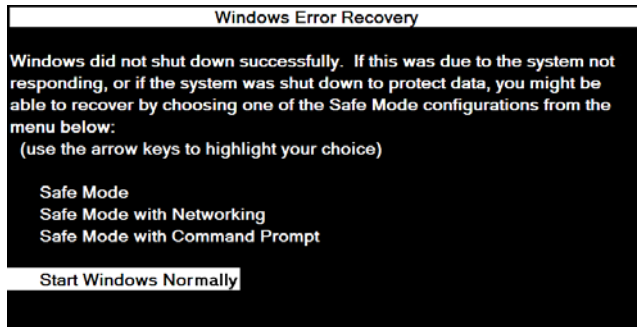 Windows Error Recovery
Windows did not shut down successfully. If this was due to the system not
responding, or if the system was shut down to protect data, you might be
able to recover by choosing one of the Safe Mode configurations from the
menu below:
(use the arrow keys to highlight your choice)
Safe Mode
Safe Mode with Networking
Safe Mode with Command Prompt
Start Windows Normally